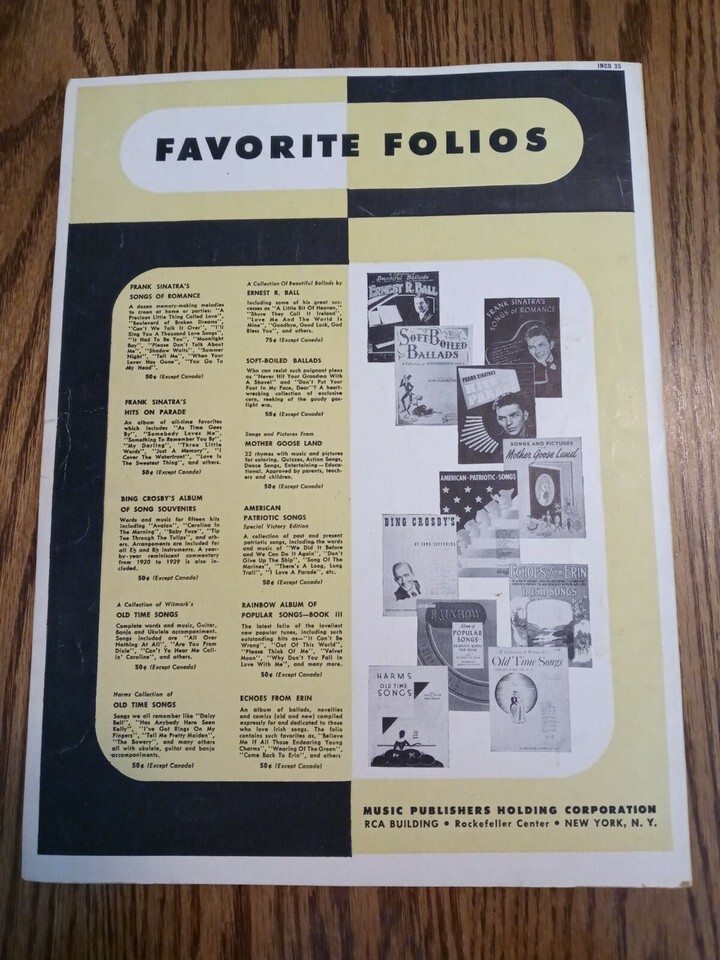 INCO 35
FAVORITE FOLIOS
FRANK SINATRA'S
SONGS OF ROMANCE
A dozen memory-making melodies
to croon at home or parties: "A
Precious Little Thing Called Love",
"Boulevard of Broken Dreams",
"Can't We Talk It Over", "I'll
Sing You A Thousand Love Songs",
"It Had To Be You", "Moonlight
Bay", "Please Don't Talk About
Me", "Shadow Waltz", "Summer
Night", "Tell Me", "When Your
Lover Has Gone", "You Go To
My Head".
50¢ (Except Canada)
FRANK SINATRA'S
HITS ON PARADE
An album of all-time favorites
which includes "As Time Goes
By", "Somebody Loves Me",
"Something To Remember You By",
"My Darling", "Three Little
Words", "Just A Memory", "I
Cover The Waterfront", "Love Is
The Sweetest Thing", and others.
50¢ (Except Canada)
BING CROSBY'S ALBUM
OF SONG SOUVENIRS
Words and music for fifteen hits
including "Avalon", "Carolina In
The Morning", "Baby Face", "Tip
Toe Through The Tulips", and oth-
ers. Arrangements are included for
all E♭ and B♭ instruments. A year-
by-year reminiscent commentary
from 1920 to 1929 is also in-
cluded.
50¢ (Except Canada)
A Collection of Witmark's
OLD TIME SONGS
Complete words and music, Guitar,
Banjo and Ukulele accompaniment.
Songs included are "All Over
Nothing At All", "Are You From
Dixie", "Can't Ya Hear Me Call-
in' Caroline", and others.
50¢ (Except Canada)
Harms Collection of
OLD TIME SONGS
Songs we all remember like "Daisy
Bell", "Has Anybody Here Seen
Kelly", "I've Got Rings On My
Fingers", "Tell Me Pretty Maiden",
"The Bowery", and many others
all with ukulele, guitar and banjo
accompaniments.
50¢ (Except Canada)
A Collection Of Beautiful Ballads by
ERNEST R. BALL
Including some of his great suc-
cesses as "A Little Bit Of Heaven,"
"Shure They Call It Ireland",
"Love Me And The World Is
Mine", "Goodbye, Good Luck, God
Bless You", and others.
75¢ (Except Canada)
SOFT-BOILED BALLADS
Who can resist such poignant plans
as "Never Hit Your Grandma With
A Shovel" and "Don't Put Your
Foot In My Face, Dear"? A heart-
wrecking collection of exclusive
corn, reeking of the gaudy gas-
light era.
50¢ (Except Canada)
Songs and Pictures From
MOTHER GOOSE LAND
22 rhymes with music and pictures
for coloring. Quizzes, Action Songs,
Dance Songs, Entertaining—Educa-
tional. Approved by parents, teach-
ers and children.
50¢ (Except Canada)
AMERICAN
PATRIOTIC SONGS
Special Victory Edition
A collection of past and present
patriotic songs, including the words
and music of "We Did It Before
and We Can Do It Again", "Don't
Give Up The Ship", "Song Of The
Marines", "There's A Long, Long
Trail", "I Love A Parade", etc.
50¢ (Except Canada)
RAINBOW ALBUM OF
POPULAR SONGS—BOOK III
The latest folio of the loveliest
new popular tunes, including such
outstanding hits as—"It Can't Be
Wrong", "Out Of This World",
"Please Think Of Me", "Velvet
Moon", "Why Don't You Fall In
Love With Me", and many more.
50¢ (Except Canada)
ECHOES FROM ERIN
An album of ballads, novelties
and comics (old and new) compiled
expressly for and dedicated to those
who love Irish songs. The folio
contains such favorites as, "Believe
Me If All Those Endearing Young
Charms", "Wearing Of The Green",
"Come Back To Erin", and others
50¢ (Except Canada)
Beautiful Ballads
ERNEST R. BALL
FRANK SINATRA'S
SONGS of ROMANCE
SOFT BOILED
BALLADS
FRANK SINATRA'S
SONGS AND PICTURES
Mother Goose Land
AMERICAN-PATRIOTIC-SONGS
BING CROSBY'S
ECHOES From ERIN
IRISH SONGS
RAINBOW
Album of
POPULAR
SONGS
Old Time Songs
HARMS
OLD TIME
SONGS
MUSIC PUBLISHERS HOLDING CORPORATION
RCA BUILDING • Rockefeller Center • NEW YORK, N. Y.